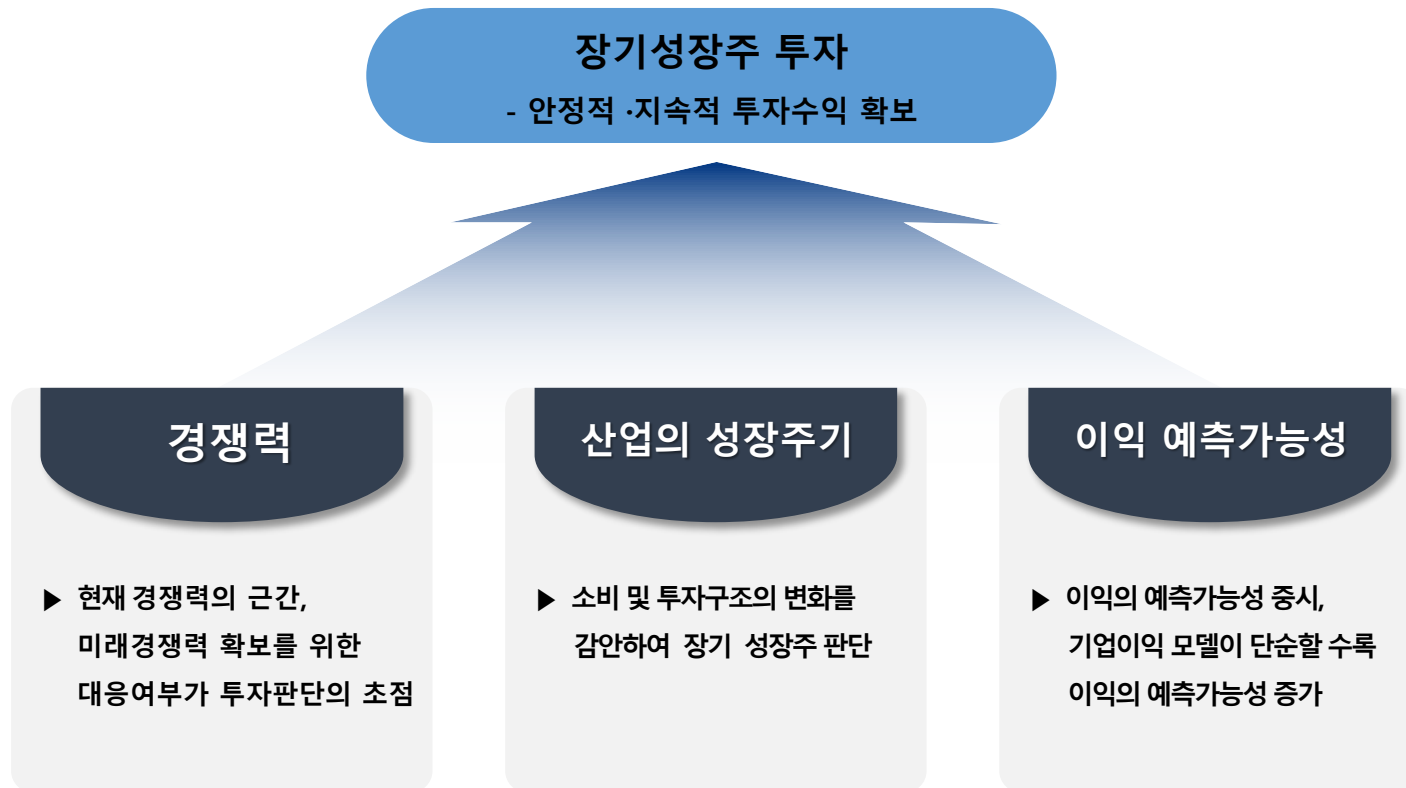 장기성장주 투자
- 안정적 ·지속적 투자수익 확보
경쟁력
▶ 현재 경쟁력의 근간,
미래경쟁력 확보를 위한
대응여부가 투자판단의 초점
산업의 성장주기
▶ 소비 및 투자구조의 변화를
감안하여 장기 성장주 판단
이익 예측가능성
▶ 이익의 예측가능성 중시,
기업이익 모델이 단순할 수록
이익의 예측가능성 증가